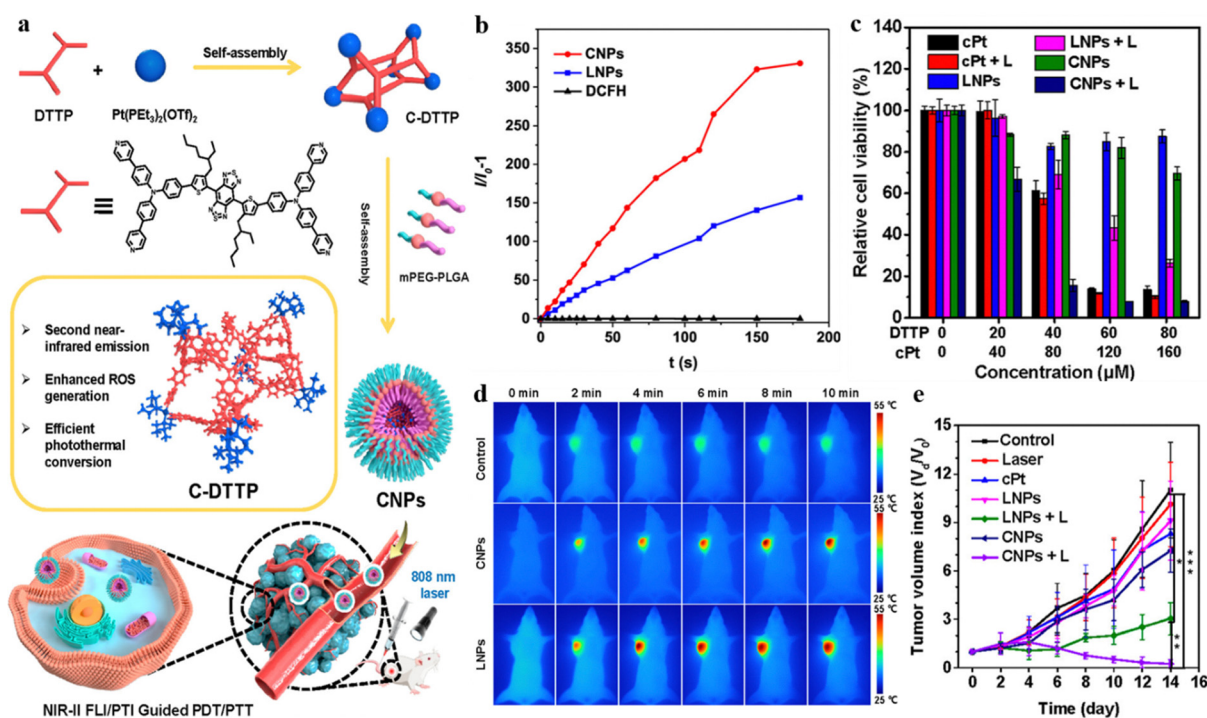 a
Self-assembly
+
DTTP
Pt(PEt₃)₂(OTf)₂
C-DTTP
≡
Self-assembly
mPEG-PLGA
➢ Second near-
infrared emission
➢ Enhanced ROS
generation
➢ Efficient
photothermal
conversion
C-DTTP
CNPs
808 nm
laser
NIR-II FLI/PTI Guided PDT/PTT
b
CNPs
LNPs
DCFH
I/I₀-1
350
300
250
200
150
100
50
0
0 50 100 150 200
t (s)
c
cPt
cPt + L
LNPs
LNPs + L
CNPs
CNPs + L
Relative cell viability (%)
140
120
100
80
60
40
20
0
DTTP 0 20 40 60 80
cPt 0 40 80 120 160
Concentration (µM)
d
0 min 2 min 4 min 6 min 8 min 10 min
Control
CNPs
LNPs
55 ℃
25 ℃
55 ℃
25 ℃
55 ℃
25 ℃
e
Control
Laser
cPt
LNPs
LNPs + L
CNPs
CNPs + L
Tumor volume index (V_d/V₀)
15
12
9
6
3
0
*
***
**
0 2 4 6 8 10 12 14 16
Time (day)